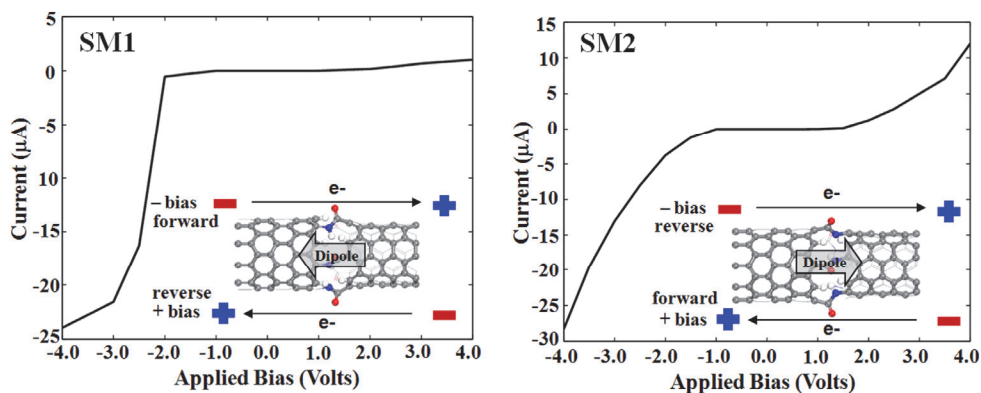 SM1
Current (µA)
5
0
-5
10
-15
-20
-25
-4.0 -3.0 -2.0 -1.0 0.0 1.0 2.0 3.0 4.0
Applied Bias (Volts)
e-
– bias
forward
Dipole
reverse
+ bias
e-
SM2
Current (µA)
15
10
5
0
-5
-10
-15
-20
-25
-30
-4.0 -3.0 -2.0 -1.0 0.0 1.0 2.0 3.0 4.0
Applied Bias (Volts)
e-
– bias
reverse
Dipole
forward
+ bias
e-